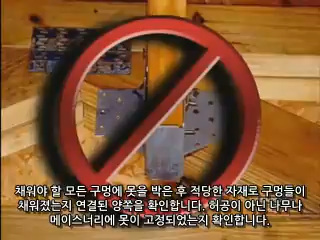 채워야 할 모든 구멍에 못을 박은 후 적당한 자재로 구멍들이
채워졌는지 연결된 양쪽을 확인합니다. 허공이 아닌 나무나
메이스너리에 못이 고정되었는지 확인합니다.